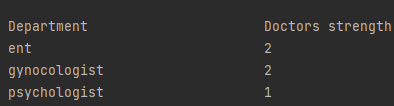 Department Doctors strength
ent 2
gynocologist 2
psychologist 1